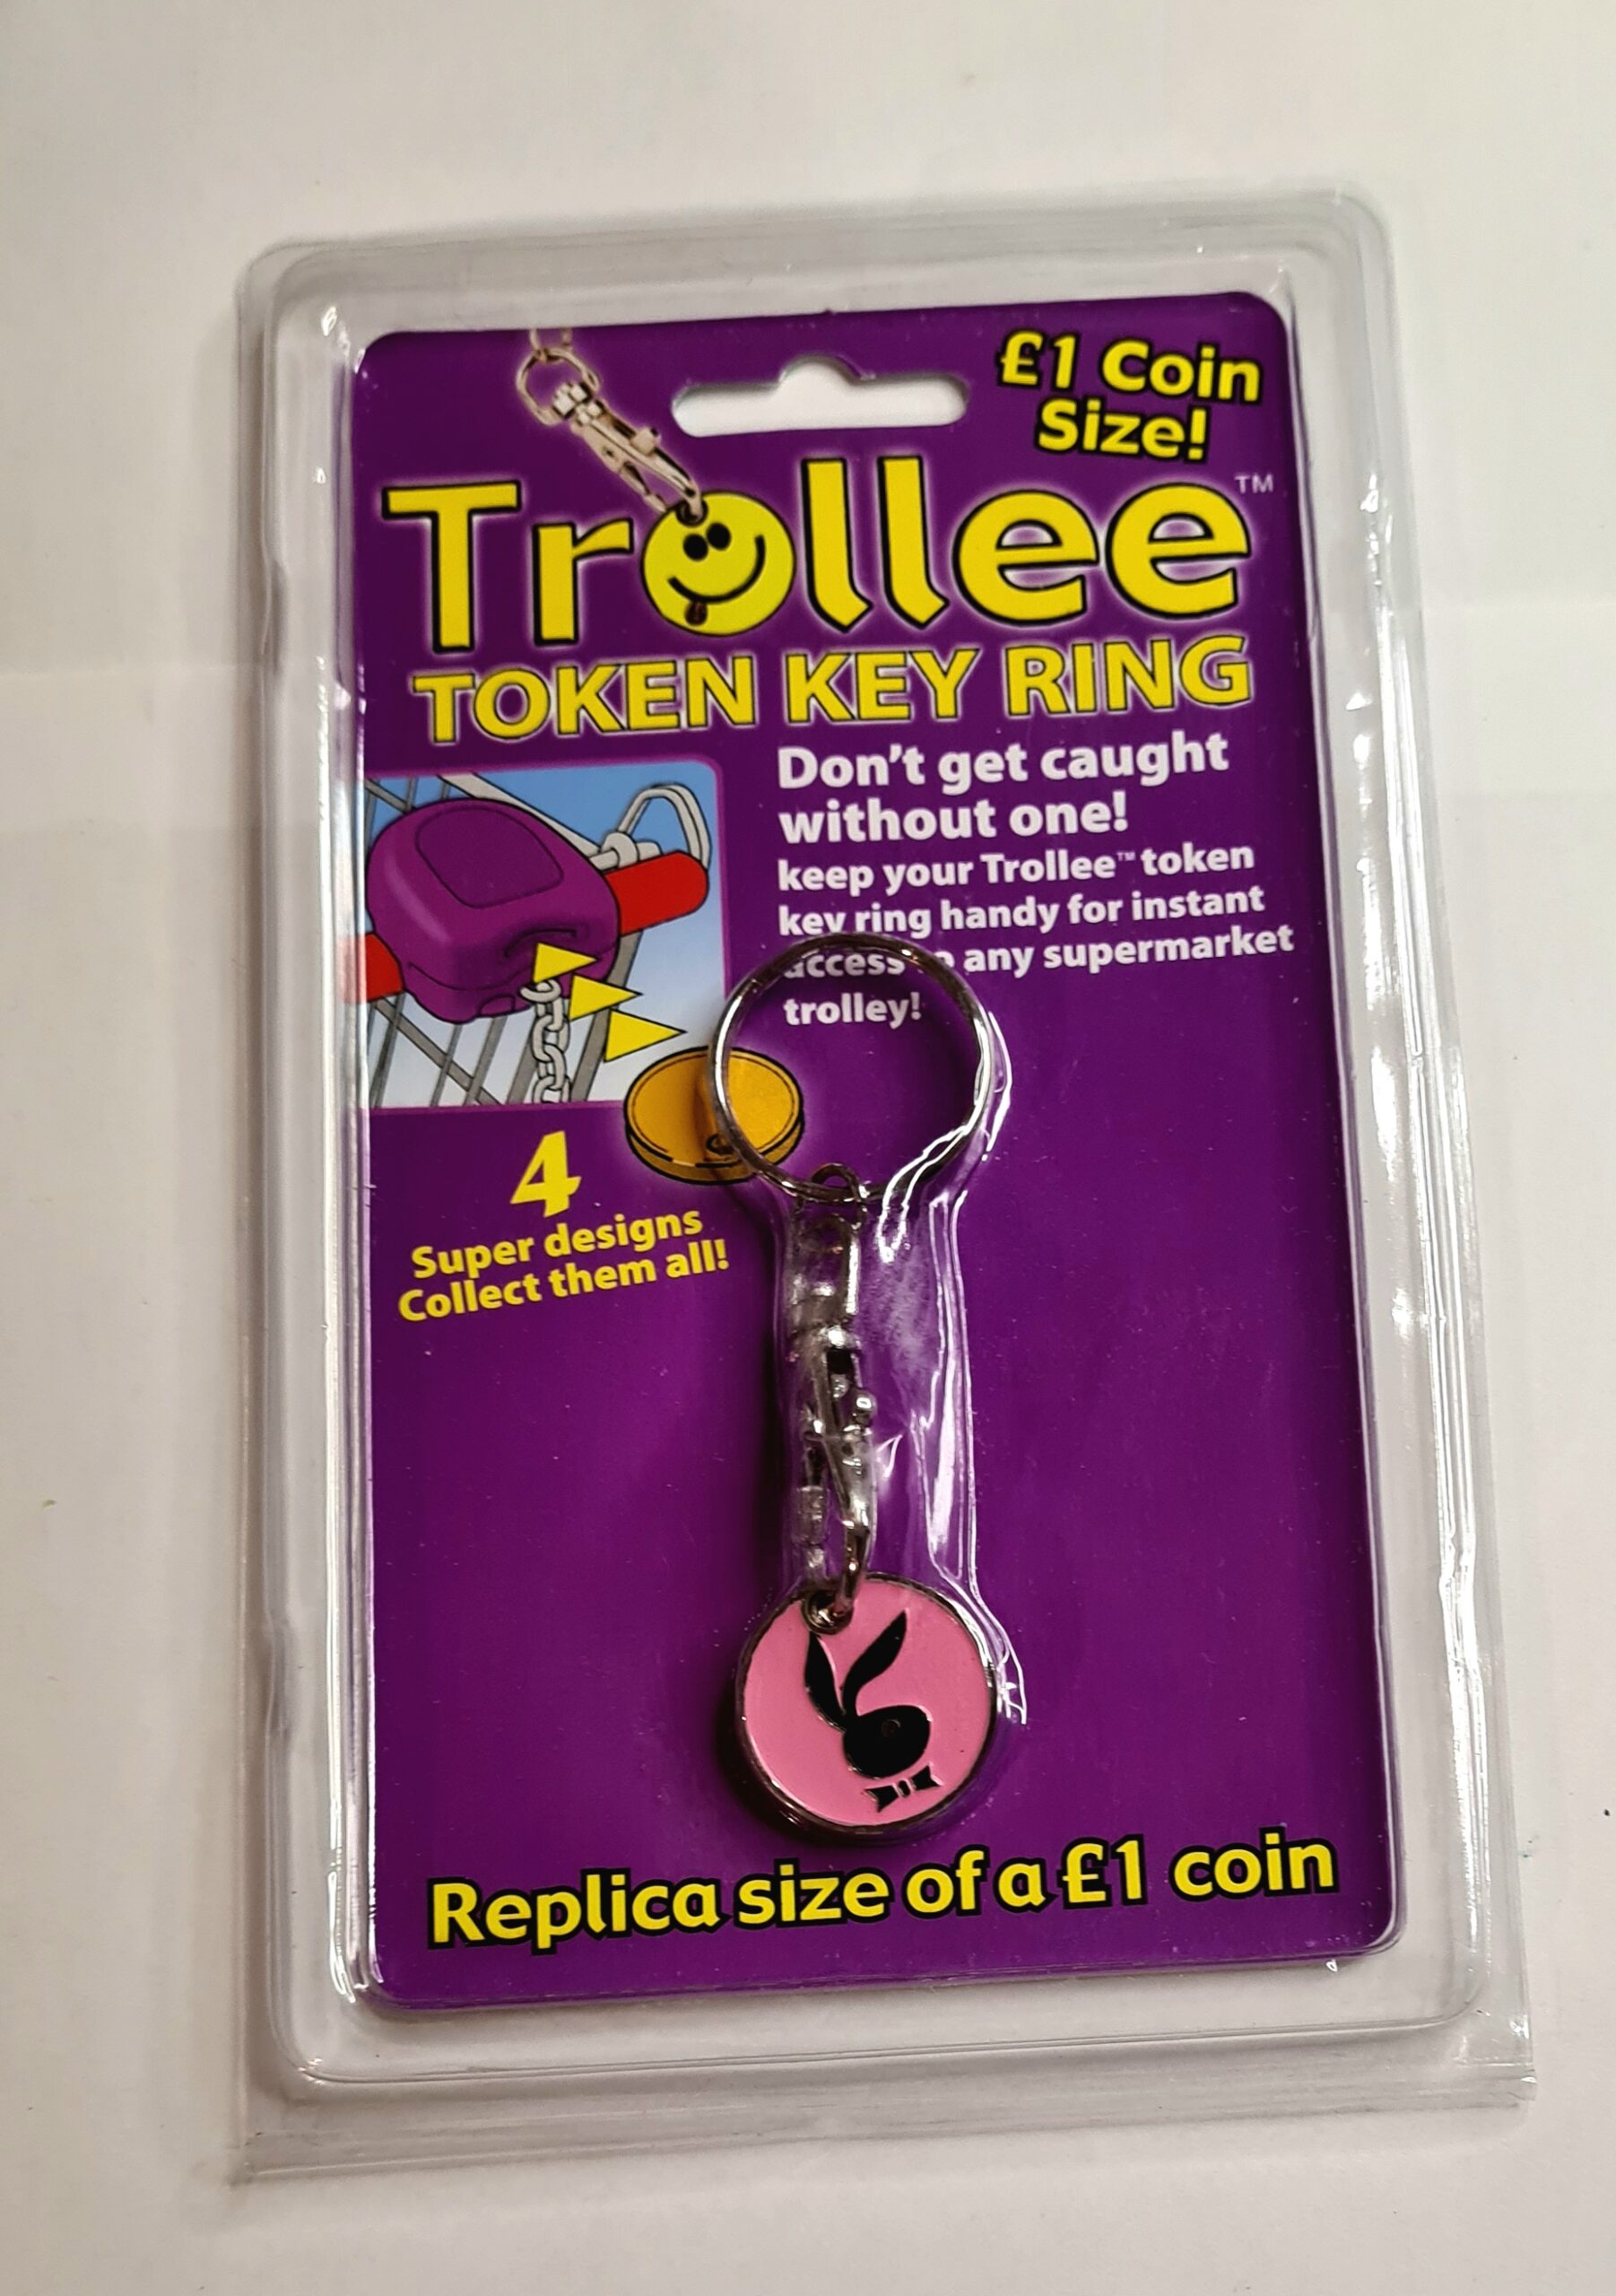 £1 Coin
Size!
Trollee™
TOKEN KEY RING
Don't get caught
without one!
keep your Trollee™ token
key ring handy for instant
access any supermarket
trolley!
4
Super designs
Collect them all!
Replica size of a £1 coin